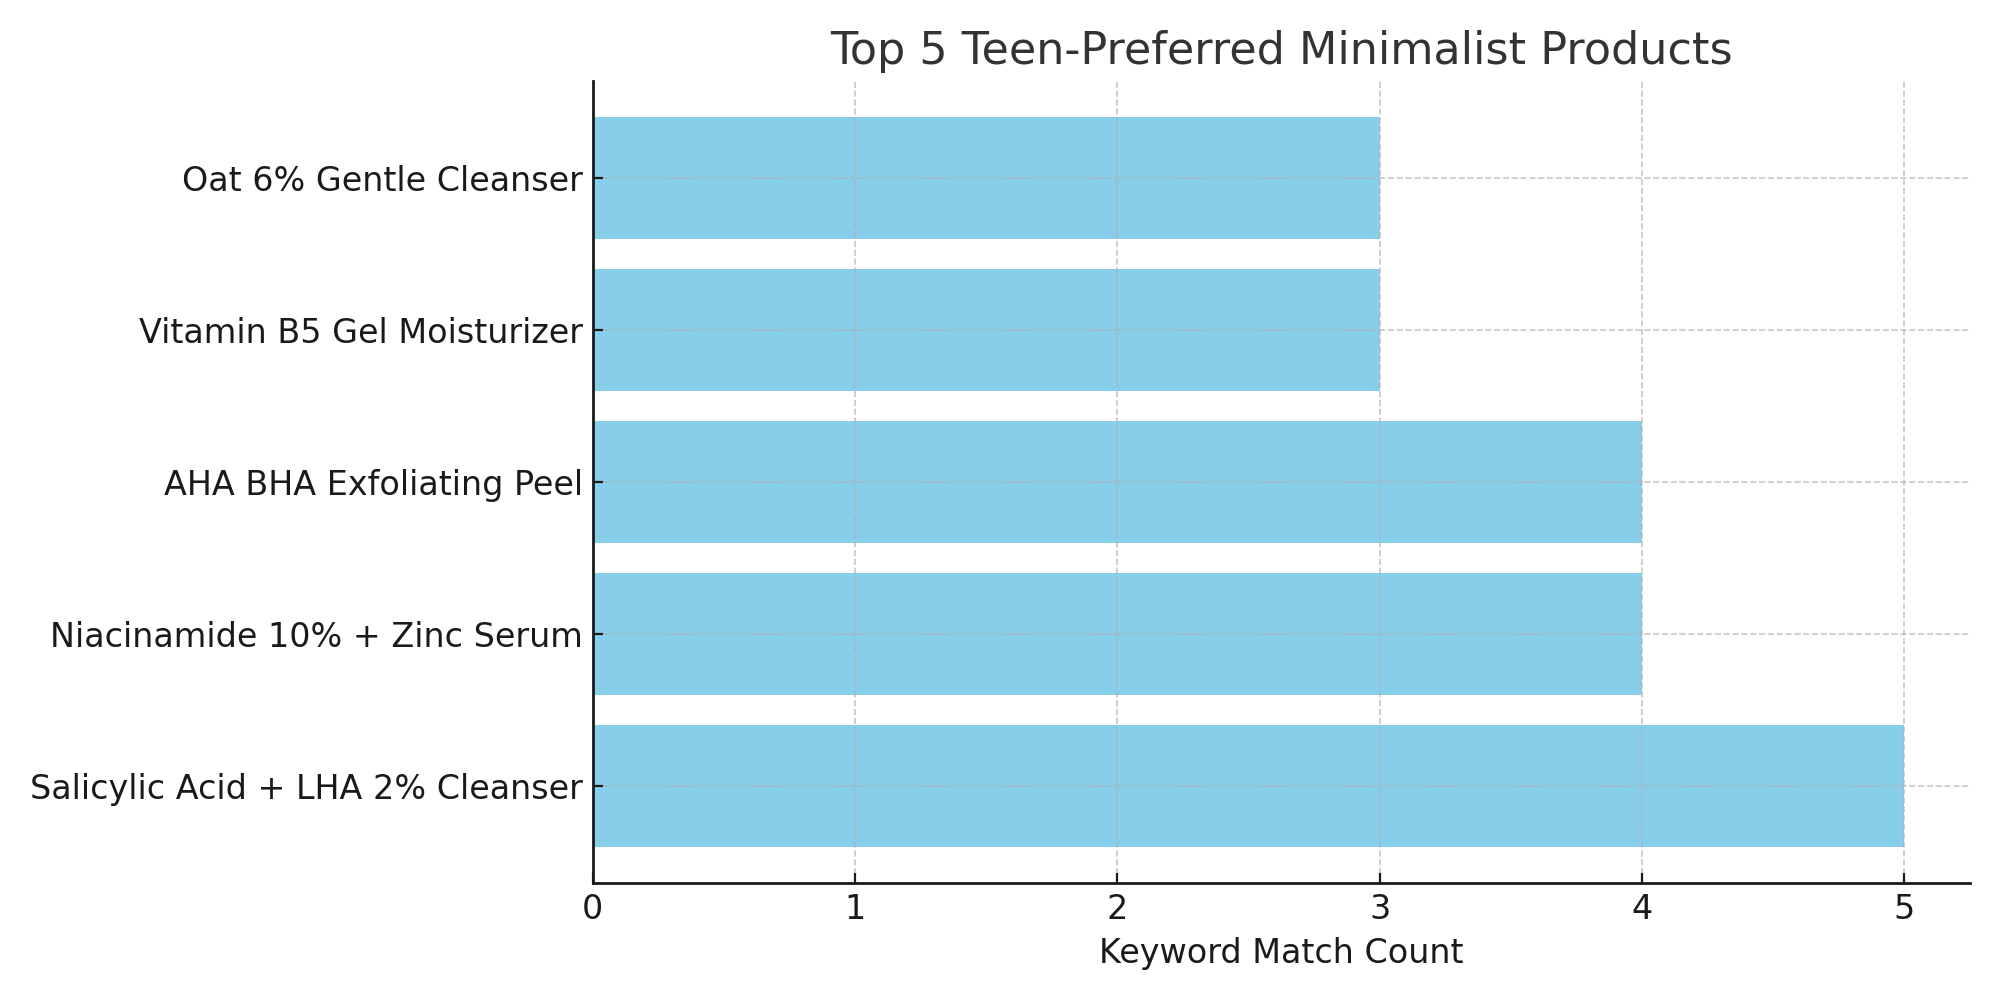 Top 5 Teen-Preferred Minimalist Products
Oat 6% Gentle Cleanser
Vitamin B5 Gel Moisturizer
AHA BHA Exfoliating Peel
Niacinamide 10% + Zinc Serum
Salicylic Acid + LHA 2% Cleanser
0 1 2 3 4 5
Keyword Match Count